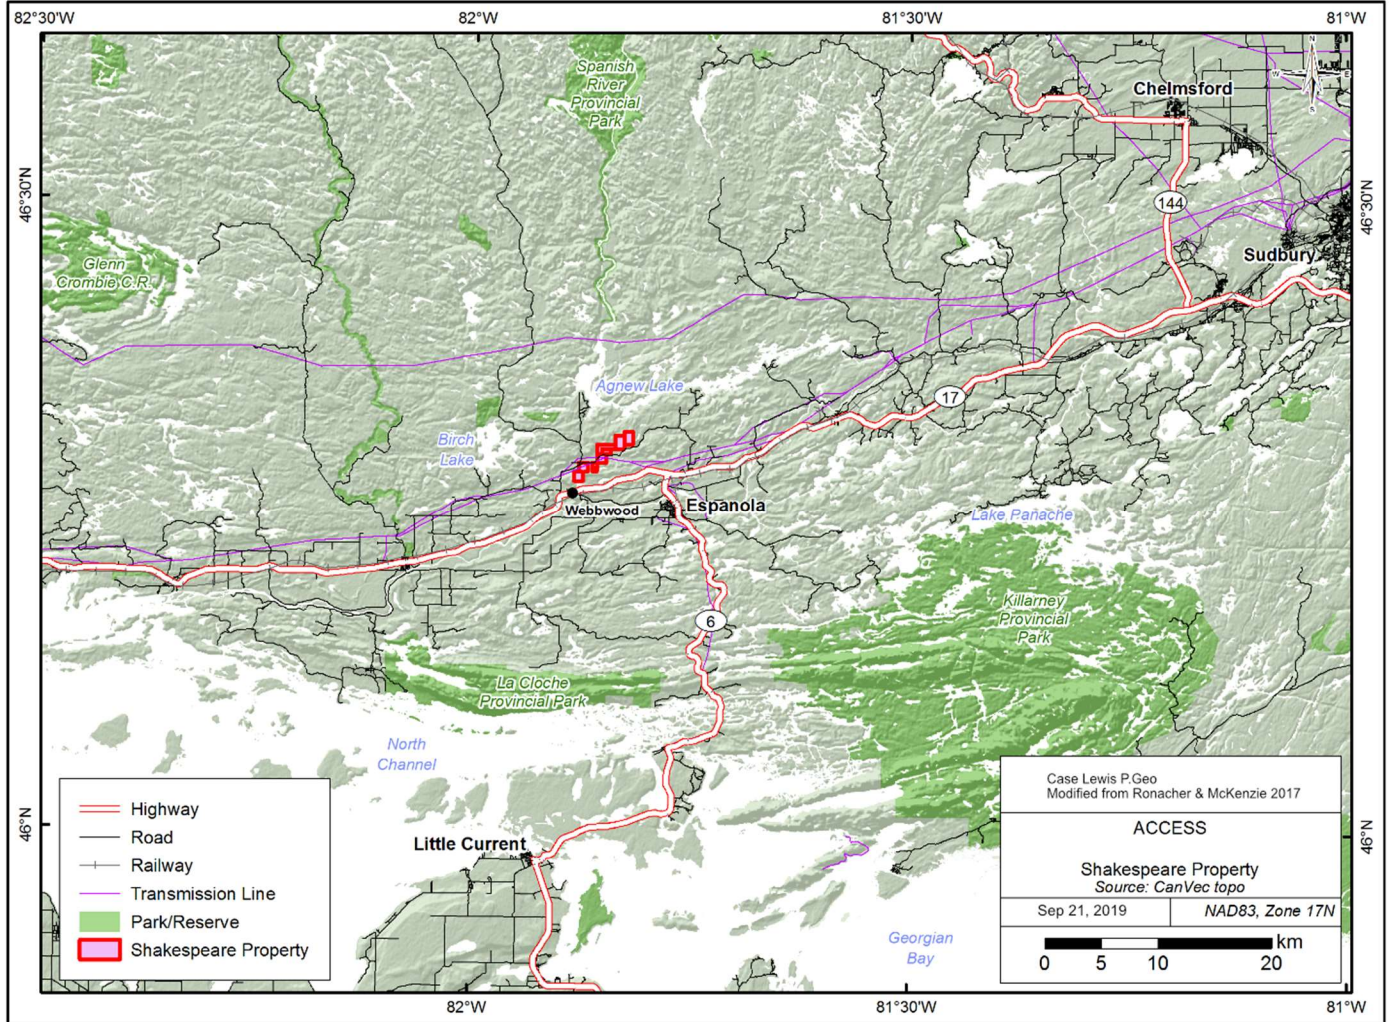 82°30'W
82°W
81°30'W
81°W
N
W
E
S
Spanish
River
Provincial
Park
Chelmsford
46°30'N
46°30'N
144
Glenn
Crombie C.R.
Sudbury
Agnew Lake
17
Birch
Lake
Webbwood
Espanola
Lake Panache
Killarney
Provincial
Park
6
La Cloche
Provincial Park
North
Channel
46°N
46°N
Little Current
Georgian
Bay
Highway
Road
Railway
Transmission Line
Park/Reserve
Shakespeare Property
Case Lewis P.Geo
Modified from Ronacher & McKenzie 2017
ACCESS
Shakespeare Property
Source: CanVec topo
Sep 21, 2019
NAD83, Zone 17N
km
0 5 10 20
82°W
81°30'W
81°W